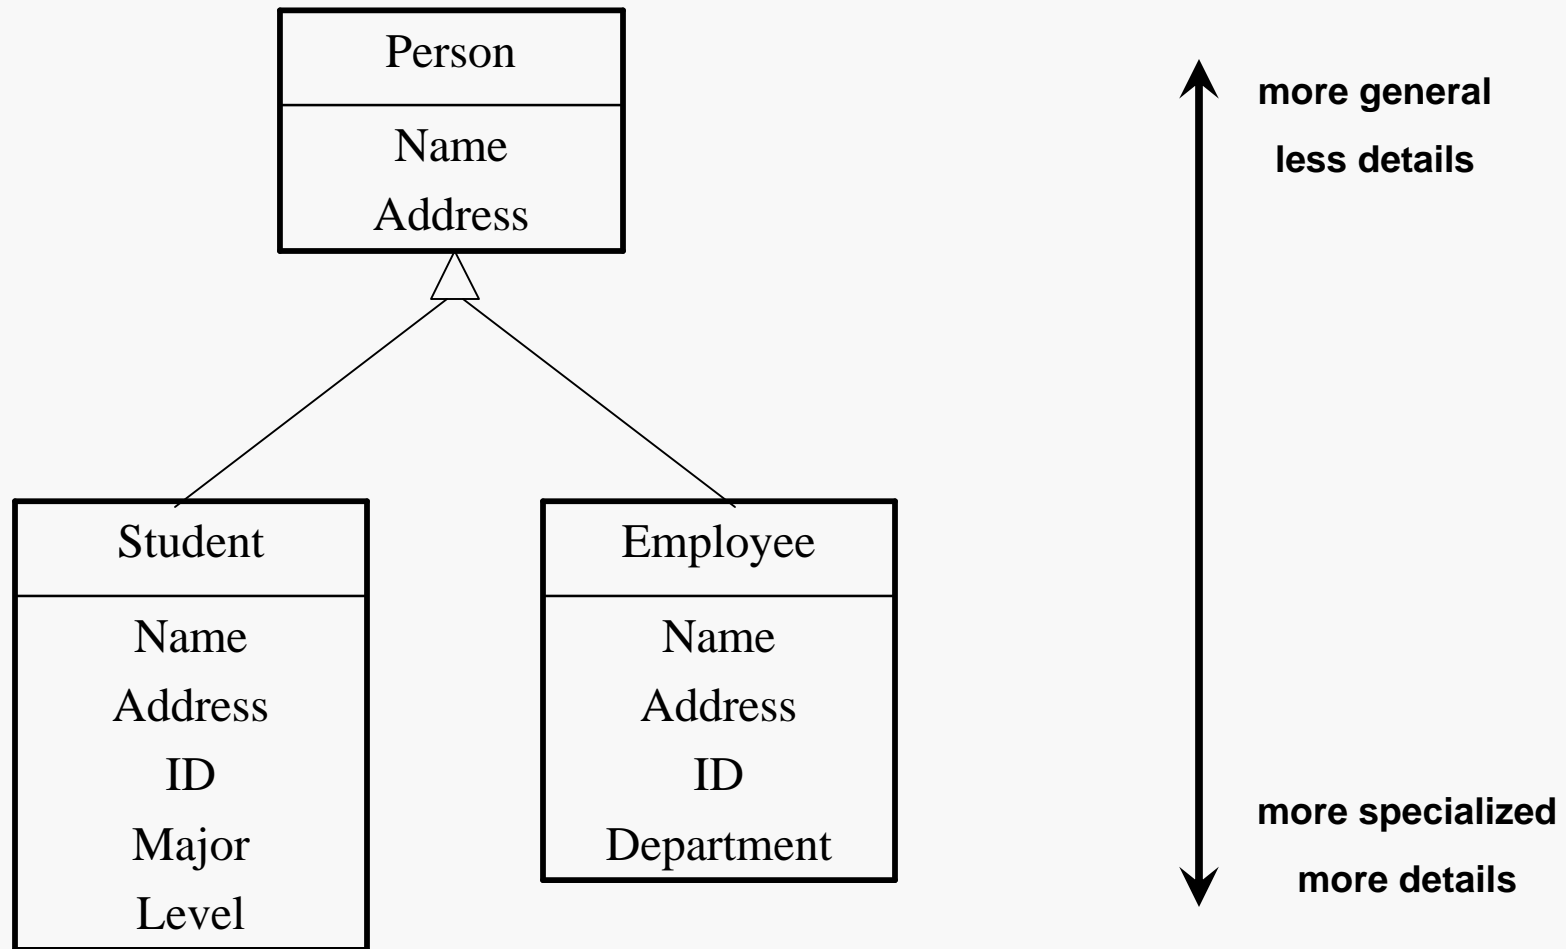 Person
Name
Address
more general
less details
Student
Name
Address
ID
Major
Level
Employee
Name
Address
ID
Department
more specialized
more details